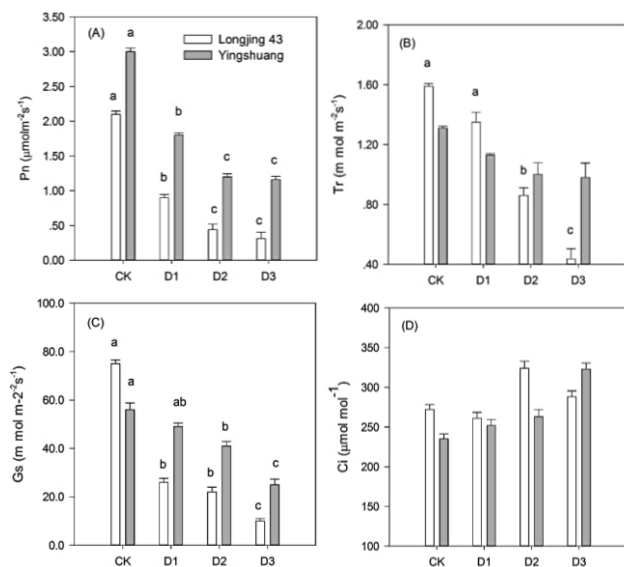 (A)
Longjing 43
Yingshuang
a
a
b
b
c
c
c
c
3.50
3.00
2.50
2.00
1.50
1.00
.50
0.00
Pn (μmolm⁻²s⁻¹)
CK D1 D2 D3
(B)
a
a
b
c
2.00
1.60
1.20
.80
.40
Tr (m mol m⁻²s⁻¹)
CK D1 D2 D3
(C)
a
a
b
ab
b
b
c
c
100.0
80.0
60.0
40.0
20.0
0.0
Gs (m mol m-2⁻²s⁻¹)
CK D1 D2 D3
(D)
400
350
300
250
200
150
100
Ci (μmol mol⁻¹)
CK D1 D2 D3